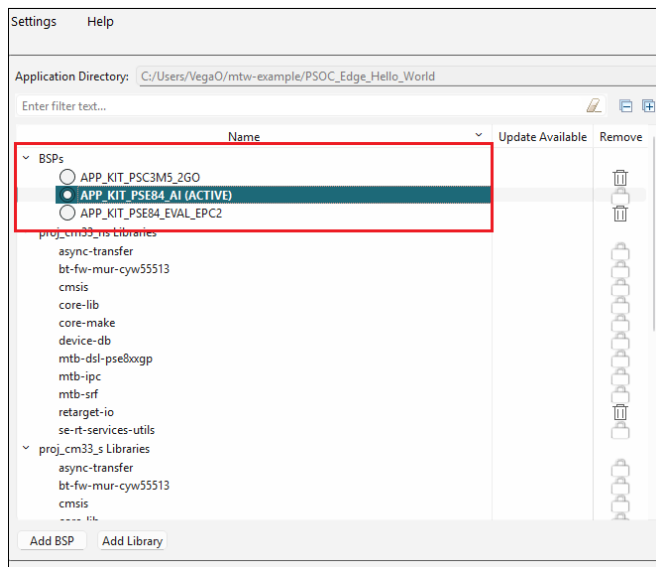 Settings Help
Application Directory: C:/Users/VegaO/mtw-example/PSOC_Edge_Hello_World
Enter filter text...
Name Update Available Remove
BSPs
APP_KIT_PSC3M5_2GO
APP_KIT_PSE84_AI (ACTIVE)
APP_KIT_PSE84_EVAL_EPC2
proj_cm33_ns Libraries
async-transfer
bt-fw-mur-cyw55513
cmsis
core-lib
core-make
device-db
mtb-dsl-pse8xxgp
mtb-ipc
mtb-srf
retarget-io
se-rt-services-utils
proj_cm33_s Libraries
async-transfer
bt-fw-mur-cyw55513
cmsis
Add BSP Add Library